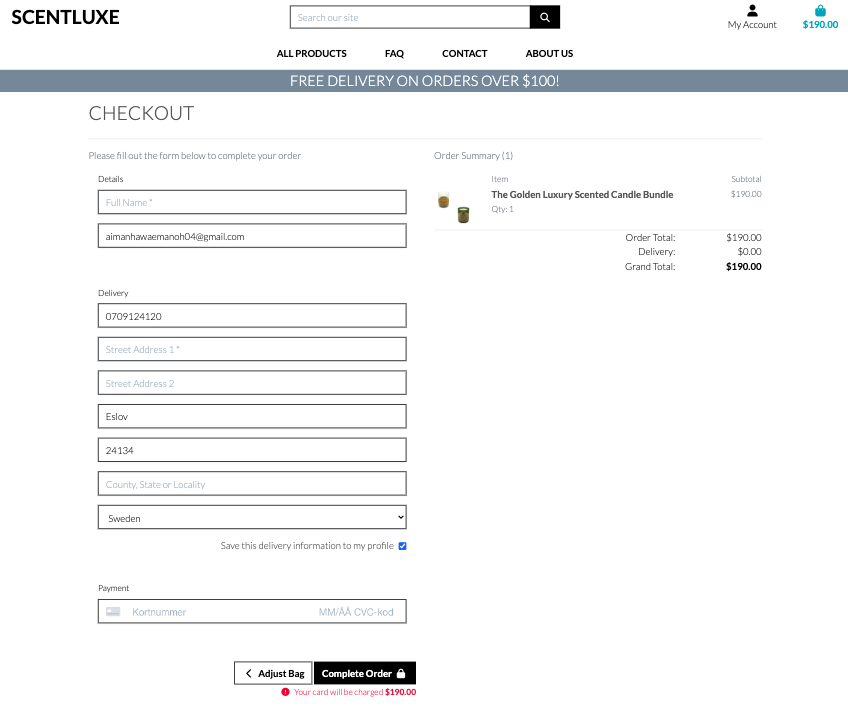 SCENTLUXE
Search our site
My Account
$190.00
ALL PRODUCTS FAQ CONTACT ABOUT US
FREE DELIVERY ON ORDERS OVER $100!
CHECKOUT
Please fill out the form below to complete your order
Details
Full Name *
aimanhawaemanoh04@gmail.com
Delivery
0709124120
Street Address 1 *
Street Address 2
Eslov
24134
County, State or Locality
Sweden
Save this delivery information to my profile
Payment
Kortnummer MM/ÅÅ CVC-kod
Adjust Bag Complete Order
Your card will be charged $190.00
Order Summary (1)
Item Subtotal
The Golden Luxury Scented Candle Bundle $190.00
Qty: 1
Order Total: $190.00
Delivery: $0.00
Grand Total: $190.00